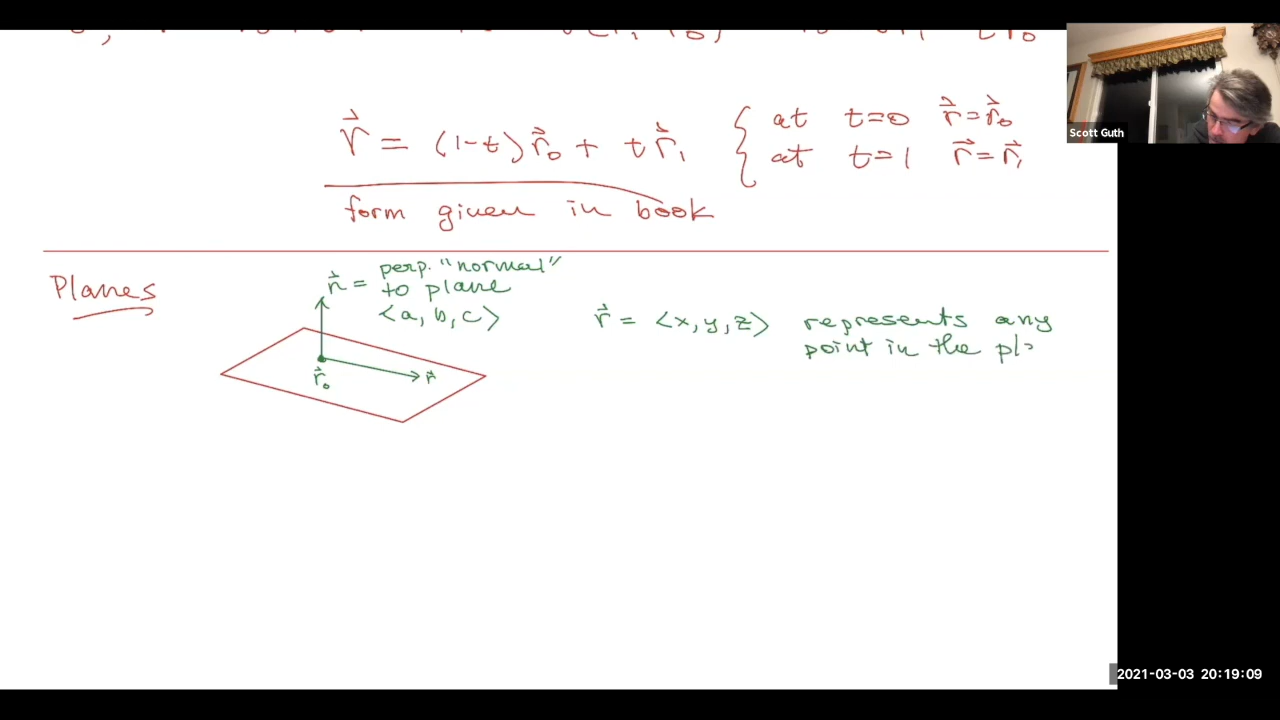 r⃗ = (1-t)r⃗₀ + t r⃗₁ { at t=0 r⃗=r⃗₀
at t=1 r⃗=r⃗₁
form given in book
Scott Guth
Planes
n⃗ = perp. "normal"
to plane
<a, b, c>
r⃗₀
r⃗
r⃗ = <x, y, z> represents any
point in the pl
2021-03-03 20:19:09